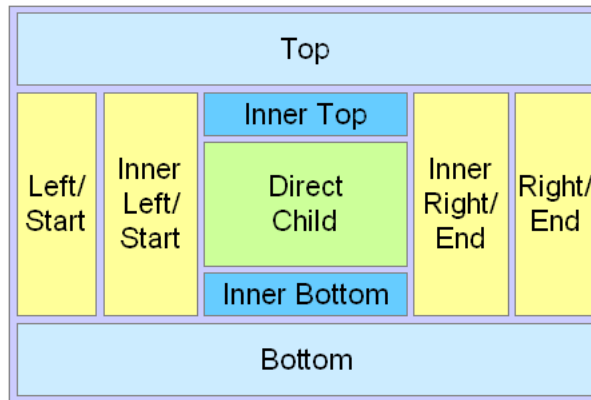 Top
Inner Top
Left/
Start
Inner
Left/
Start
Direct
Child
Inner
Right/
End
Right/
End
Inner Bottom
Bottom